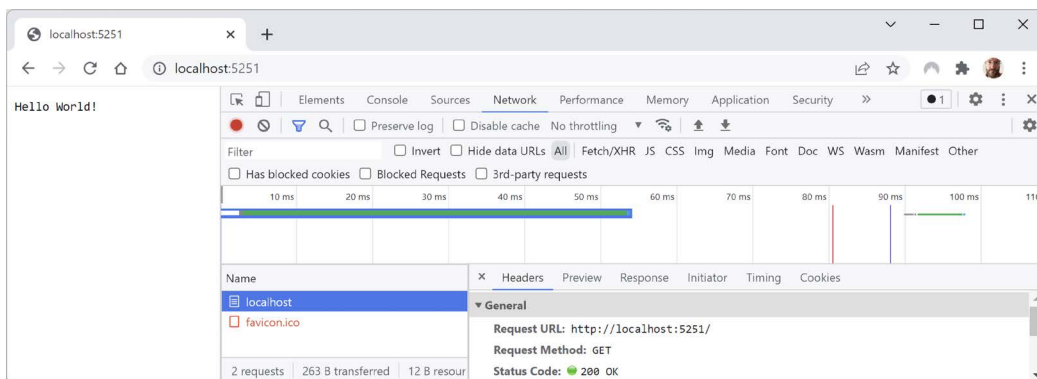 localhost:5251
localhost:5251
Hello World!
Elements Console Sources Network Performance Memory Application Security » 1
Preserve log Disable cache No throttling
Filter Invert Hide data URLs All Fetch/XHR JS CSS Img Media Font Doc WS Wasm Manifest Other
Has blocked cookies Blocked Requests 3rd-party requests
10 ms 20 ms 30 ms 40 ms 50 ms 60 ms 70 ms 80 ms 90 ms 100 ms 11
Name
localhost
favicon.ico
2 requests 263 B transferred 12 B resour
Headers Preview Response Initiator Timing Cookies
General
Request URL: http://localhost:5251/
Request Method: GET
Status Code: 200 OK